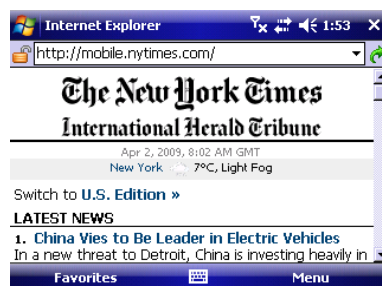 Internet Explorer 1:53
http://mobile.nytimes.com/
The New York Times
International Herald Tribune
Apr 2, 2009, 8:02 AM GMT
New York 7°C, Light Fog
Switch to U.S. Edition »
LATEST NEWS
1. China Vies to Be Leader in Electric Vehicles
In a new threat to Detroit, China is investing heavily in
Favorites Menu